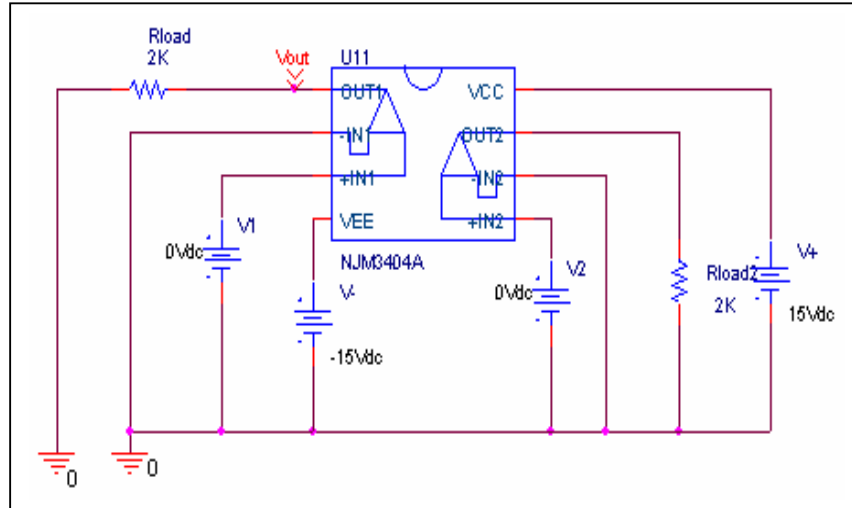 Rload
2K
Vout
U11
OUT1
VCC
-IN1
OUT2
+IN1
-IN2
VEE
+IN2
V1
0Vdc
NJM3404A
V-
-15Vdc
V2
0Vdc
Rload2
2K
V+
15Vdc
0
0